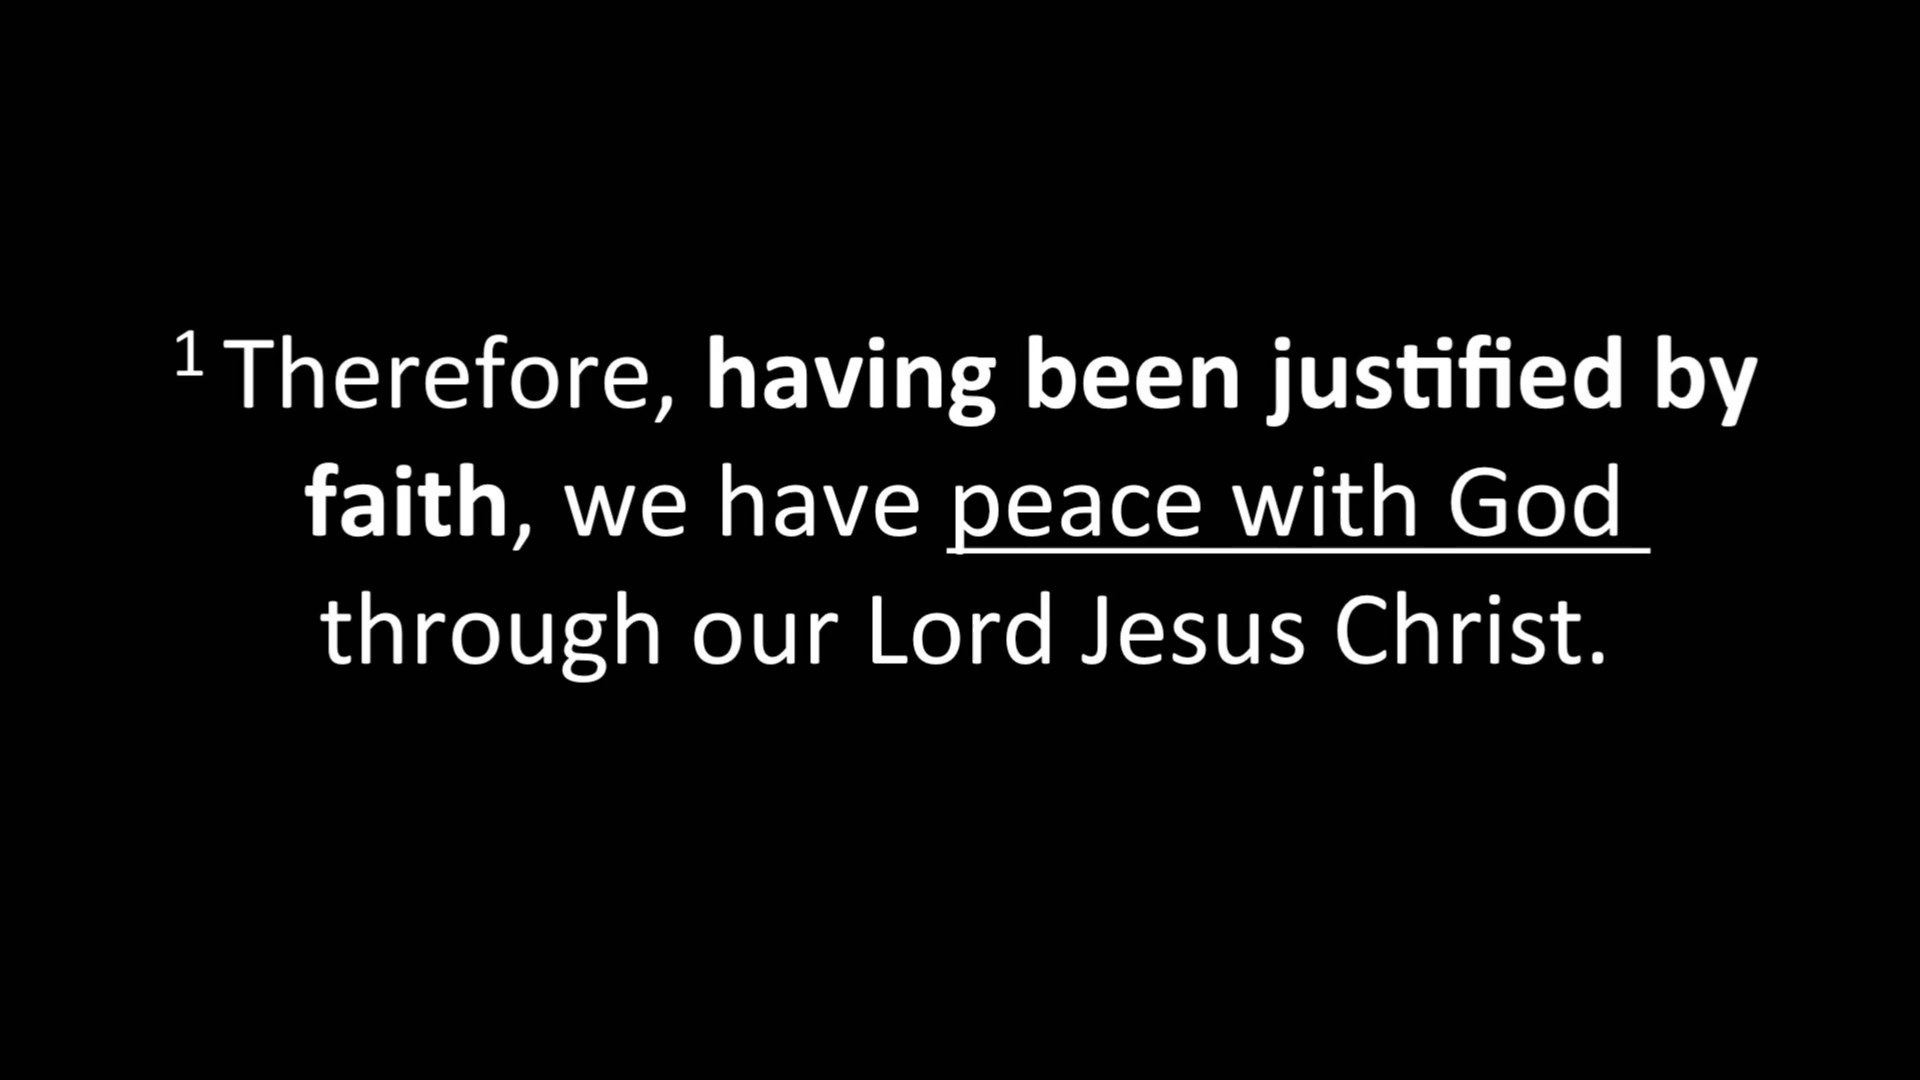 1 Therefore, having been justified by
faith, we have peace with God
through our Lord Jesus Christ.